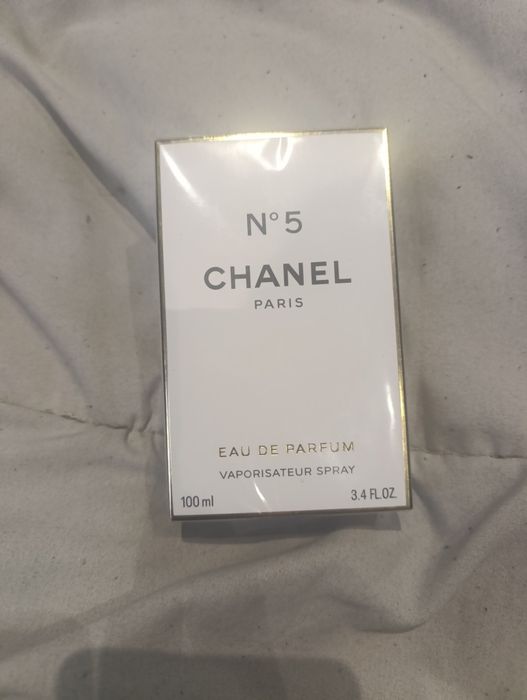 N°5
CHANEL
PARIS
EAU DE PARFUM
VAPORISATEUR SPRAY
100 ml
3.4 FL.OZ.